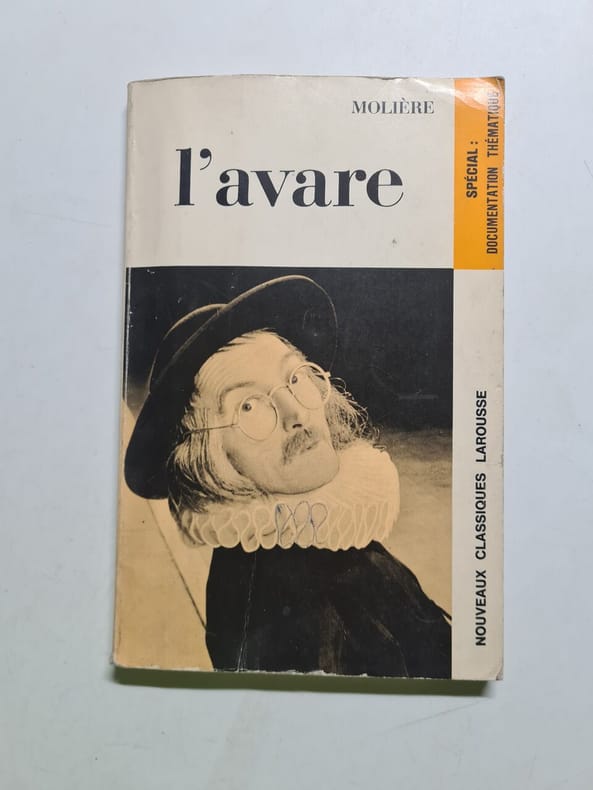 MOLIÈRE
l'avare
SPÉCIAL :
DOCUMENTATION THÉMATIQUE
NOUVEAUX CLASSIQUES LAROUSSE